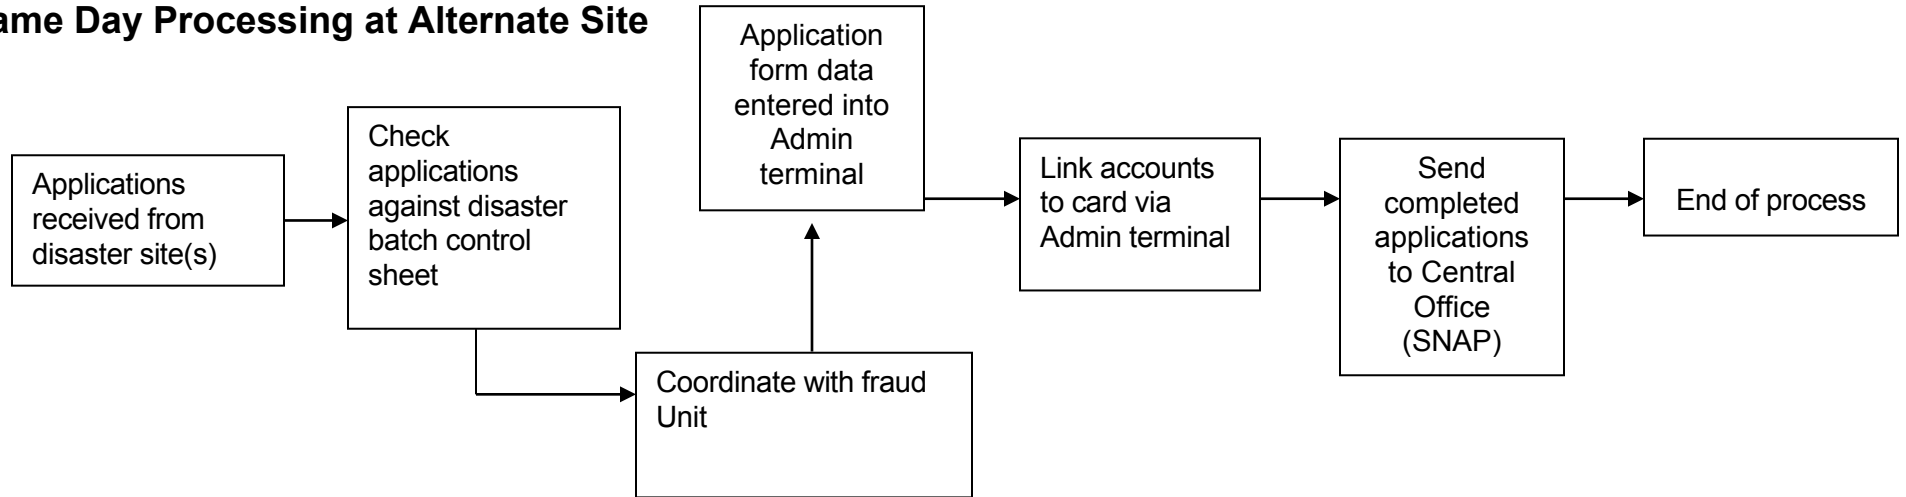 ame Day Processing at Alternate Site
Applications
received from
disaster site(s)
Check
applications
against disaster
batch control
sheet
Coordinate with fraud
Unit
Application
form data
entered into
Admin
terminal
Link accounts
to card via
Admin terminal
Send
completed
applications
to Central
Office
(SNAP)
End of process